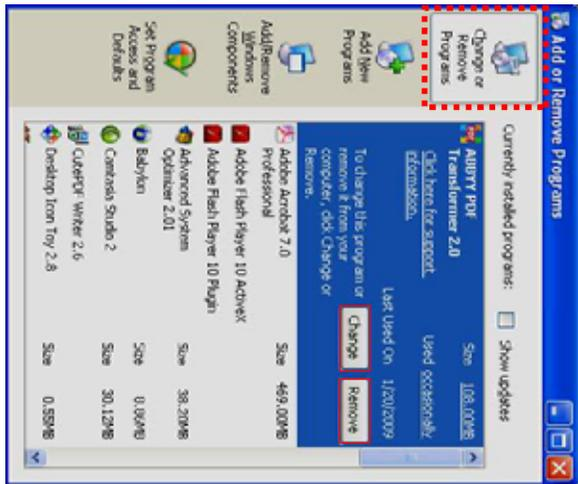 Add or Remove Programs
Change or
Remove
Programs
Add New
Programs
Add/Remove
Windows
Components
Set Program
Access and
Defaults
Currently installed programs:
Show updates
ABBYY PDF
Transformer 2.0
Size 108.00MB
Click here for support
information.
Used occasionally
Last Used On 1/20/2009
To change this program or
remove it from your
computer, click Change or
Remove.
Change
Remove
Adobe Acrobat 7.0
Professional
Size 469.00MB
Adobe Flash Player 10 ActiveX
Adobe Flash Player 10 Plugin
Advanced System
Optimizer 2.01
Size 38.20MB
Babylon
Size 0.06MB
Camtasia Studio 2
Size 30.12MB
CutePDF Writer 2.6
Desktop Icon Toy 2.8
Size 0.55MB